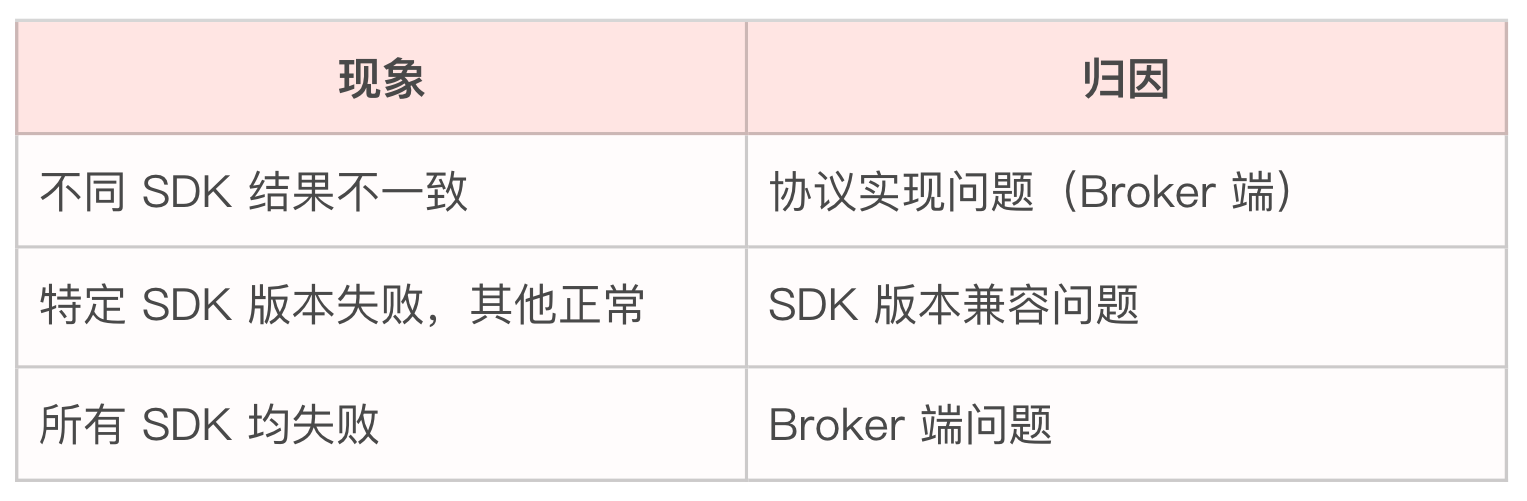 现象 归因
不同 SDK 结果不一致 协议实现问题（Broker 端）
特定 SDK 版本失败，其他正常 SDK 版本兼容问题
所有 SDK 均失败 Broker 端问题